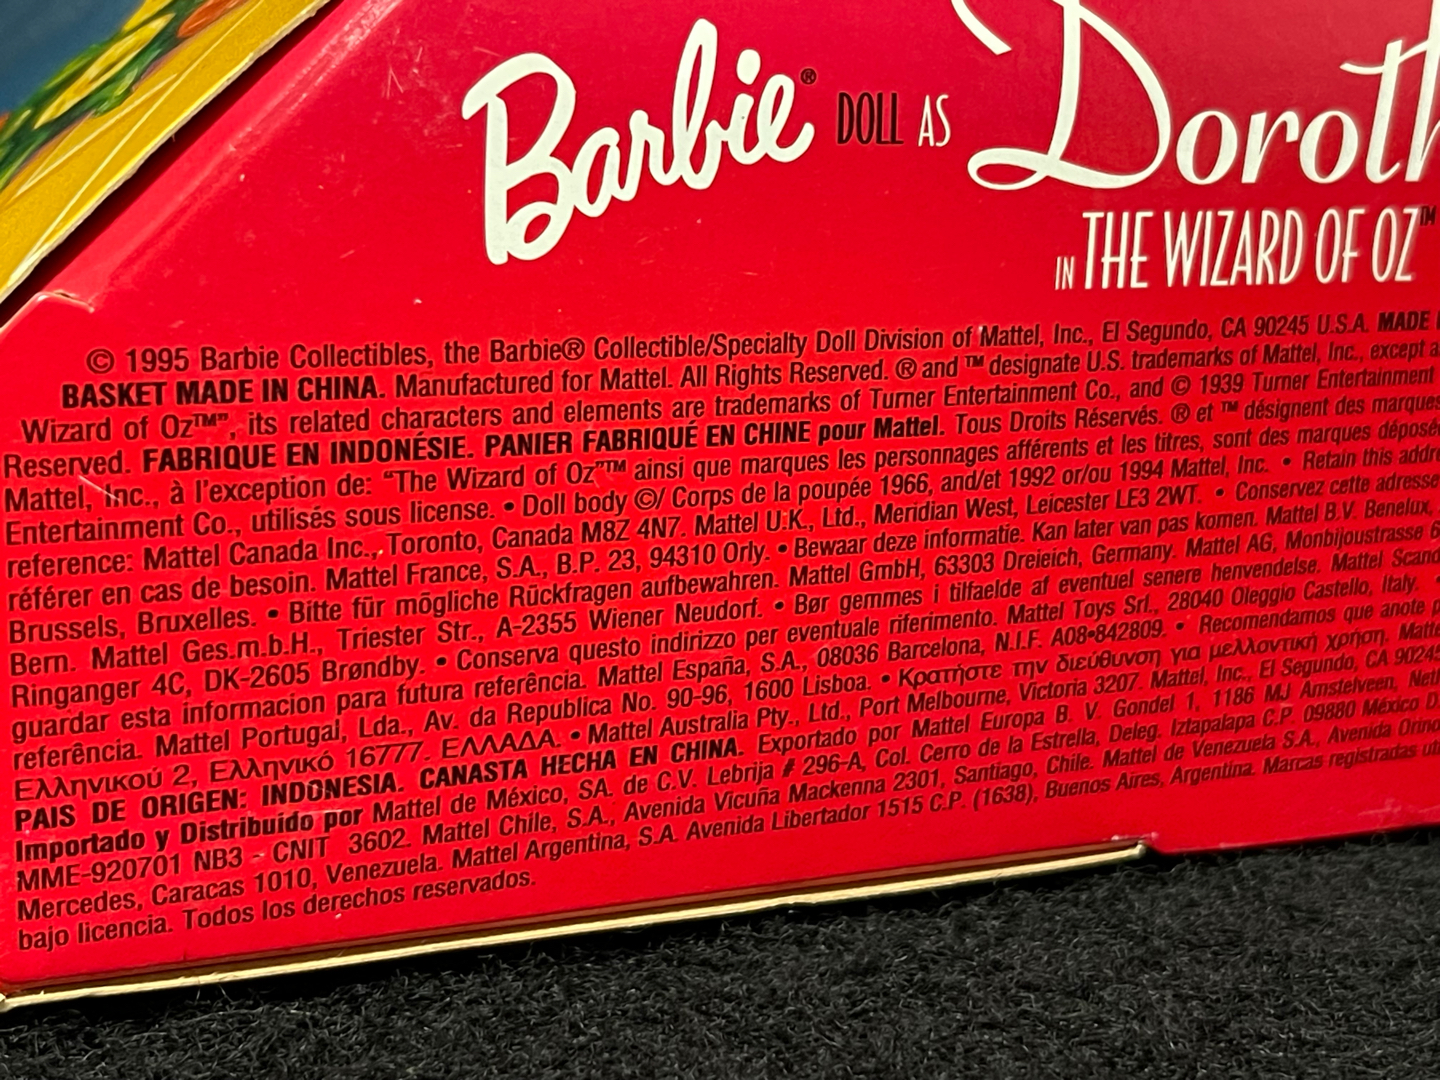 Barbie® DOLL AS Doroth
IN THE WIZARD OF OZ™
© 1995 Barbie Collectibles, the Barbie® Collectible/Specialty Doll Division of Mattel, Inc., El Segundo, CA 90245 U.S.A. MADE
BASKET MADE IN CHINA. Manufactured for Mattel. All Rights Reserved. ® and ™ designate U.S. trademarks of Mattel, Inc., except
Wizard of Oz™", its related characters and elements are trademarks of Turner Entertainment Co., and © 1939 Turner Entertainment
Reserved. FABRIQUE EN INDONÉSIE. PANIER FABRIQUÉ EN CHINE pour Mattel. Tous Droits Réservés. ® et ™ désignent des marques
Mattel, Inc., à l'exception de: "The Wizard of Oz"™ ainsi que marques les personnages afférents et les titres, sont des marques
Entertainment Co., utilisés sous license. • Doll body ©/ Corps de la poupée 1966, and/et 1992 or/ou 1994 Mattel, Inc. • Retain this
reference: Mattel Canada Inc., Toronto, Canada M8Z 4N7. Mattel U.K., Ltd., Meridian West, Leicester LE3 2WT. • Conservez cette adresse
référer en cas de besoin. Mattel France, S.A., B.P. 23, 94310 Orly. • Bewaar deze informatie. Kan later van pas komen. Mattel B.V. Benelux,
Brussels, Bruxelles. • Bitte für mögliche Rückfragen aufbewahren. Mattel GmbH, 63303 Dreieich, Germany. Mattel AG, Monbijoustrasse
Bern. Mattel Ges.m.b.H., Triester Str., A-2355 Wiener Neudorf. • Bør gemmes i tilfaelde af eventuel senere henvendelse. Mattel
Ringanger 4C, DK-2605 Brøndby. • Conserva questo indirizzo per eventuale riferimento. Mattel Toys Srl., 28040 Oleggio Castello, Italy. •
guardar esta informacion para futura referência. Mattel España, S.A., 08036 Barcelona, N.I.F. A08•842809. • Recomendamos que anote
referência. Mattel Portugal, Lda., Av. da Republica No. 90-96, 1600 Lisboa. • Κρατήστε την διεύθυνση για μελλοντική χρήση.
Ελληνικού 2, Ελληνικό 16777. ΕΛΛΑΔΑ. • Mattel Australia Pty., Ltd., Port Melbourne, Victoria 3207. Mattel, Inc., El Segundo, CA 90245
PAIS DE ORIGEN: INDONESIA. CANASTA HECHA EN CHINA. Exportado por Mattel Europa B. V. Gondel 1, 1186 MJ Amstelveen,
Importado y Distribuido por Mattel de México, SA. de C.V. Lebrija # 296-A, Col. Cerro de la Estrella, Deleg. Iztapalapa C.P. 09880 México
MME-920701 NB3 - CNIT 3602. Mattel Chile, S.A., Avenida Vicuña Mackenna 2301, Santiago, Chile. Mattel de Venezuela S.A., Avenida
Mercedes, Caracas 1010, Venezuela. Mattel Argentina, S.A. Avenida Libertador 1515 C.P. (1638), Buenos Aires, Argentina. Marcas registradas
bajo licencia. Todos los derechos reservados.